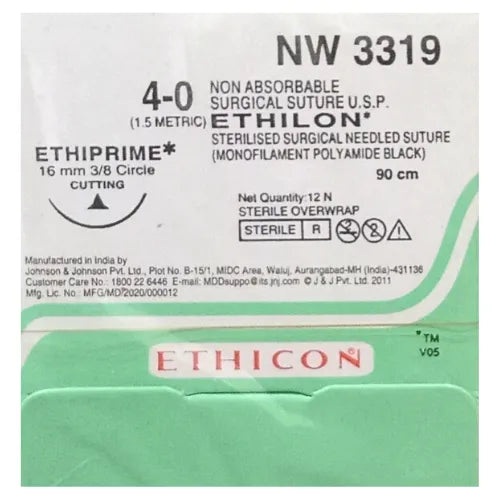 NW 3319
4-0
(1.5 METRIC)
NON ABSORBABLE
SURGICAL SUTURE U.S.P.
ETHILON*
STERILISED SURGICAL NEEDLED SUTURE
(MONOFILAMENT POLYAMIDE BLACK)
90 cm
ETHIPRIME*
16 mm 3/8 Circle
CUTTING
Net Quantity:12 N
STERILE OVERWRAP
STERILE R
Manufactured in India by
Johnson & Johnson Pvt. Ltd., Plot No. B-15/1, MIDC Area, Waluj, Aurangabad-MH (India)-431136
Customer Care No.: 1800 22 6446 E-mail: MDDsuppo@its.jnj.com © J & J Pvt. Ltd. 2011
Mfg. Lic. No.: MFG/MD/2020/000012
ETHICON
*TM
V05